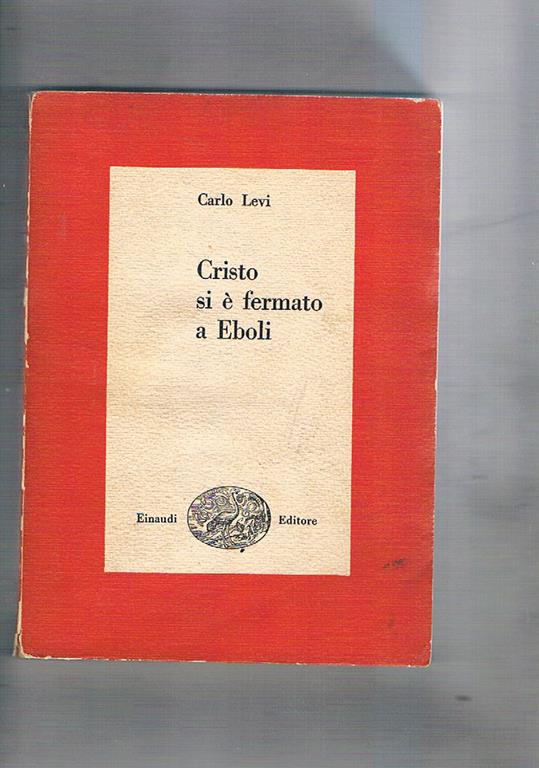 Carlo Levi
Cristo
si è fermato
a Eboli
Einaudi Editore